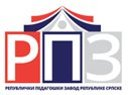 РПЗ
РЕПУБЛИЧКИ ПЕДАГОШКИ ЗАВОД РЕПУБЛИКЕ СРПСКЕ